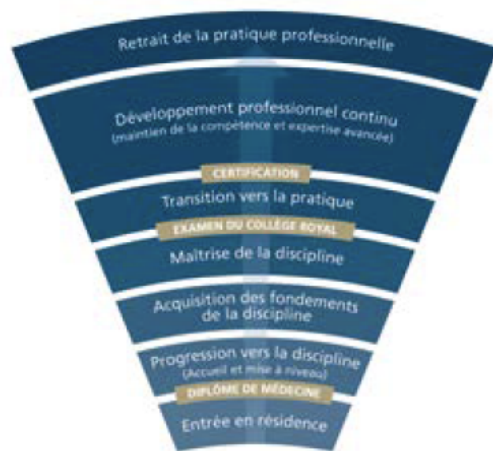 Retrait de la pratique professionnelle
Développement professionnel continu
(maintien de la compétence et expertise avancée)
CERTIFICATION
Transition vers la pratique
EXAMEN DU COLLÈGE ROYAL
Maîtrise de la discipline
Acquisition des fondements
de la discipline
Progression vers la discipline
(Accueil et mise à niveau)
DIPLÔME DE MÉDECINE
Entrée en résidence